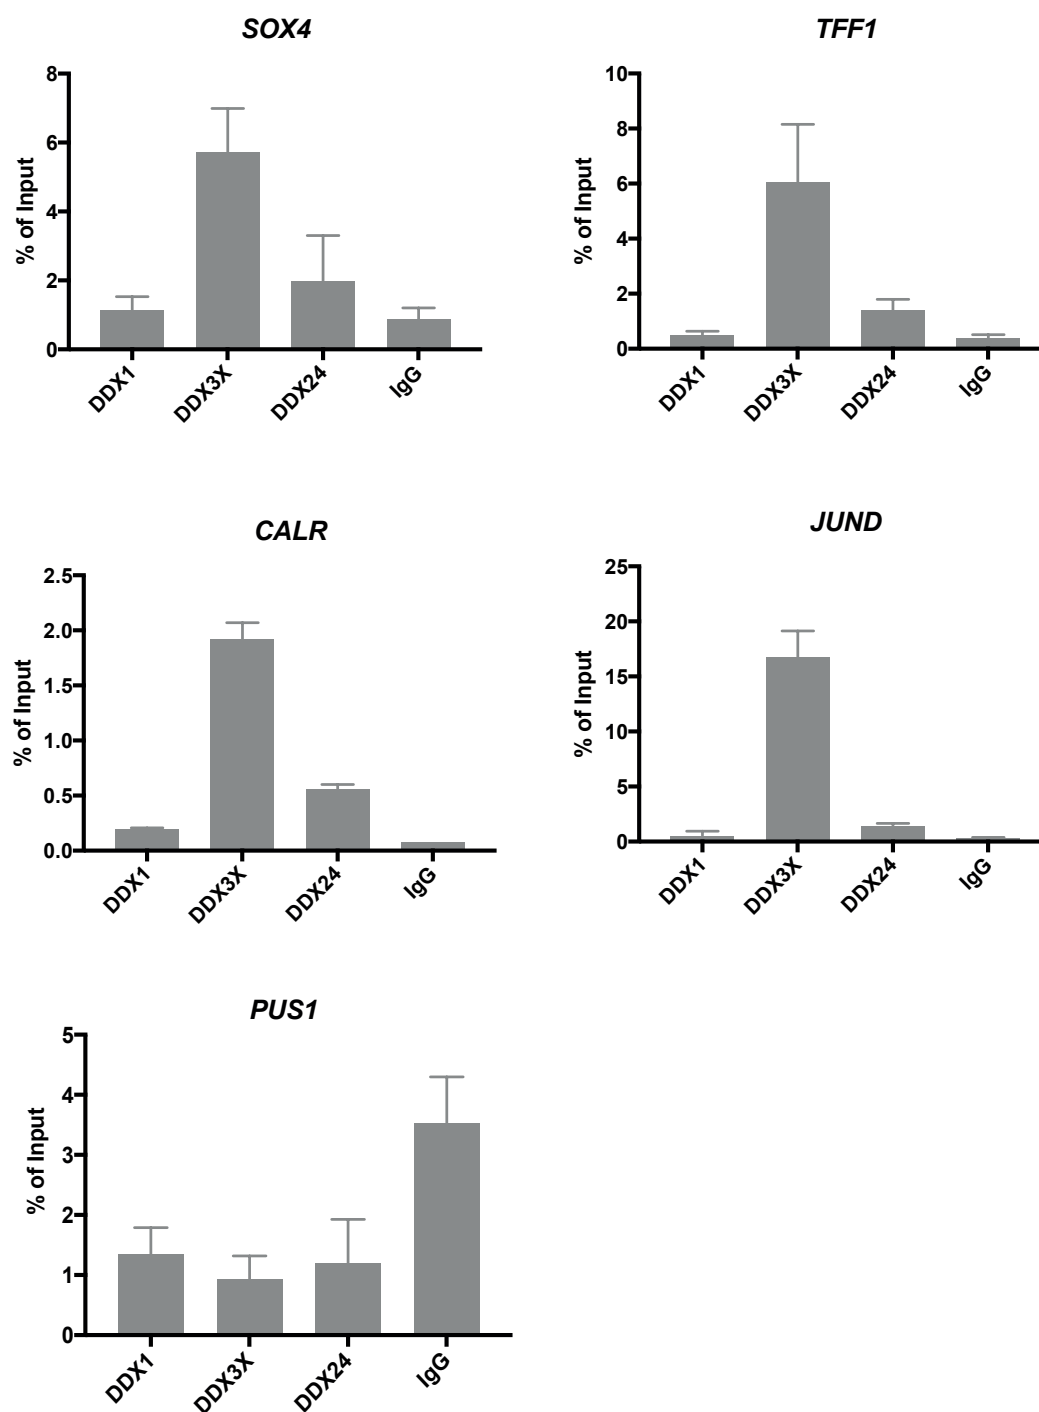 SOX4
% of Input
8
6
4
2
0
DDX1
DDX3X
DDX24
IgG
TFF1
% of Input
10
8
6
4
2
0
DDX1
DDX3X
DDX24
IgG
CALR
% of Input
2.5
2.0
1.5
1.0
0.5
0.0
DDX1
DDX3X
DDX24
IgG
JUND
% of Input
25
20
15
10
5
0
DDX1
DDX3X
DDX24
IgG
PUS1
% of Input
5
4
3
2
1
0
DDX1
DDX3X
DDX24
IgG